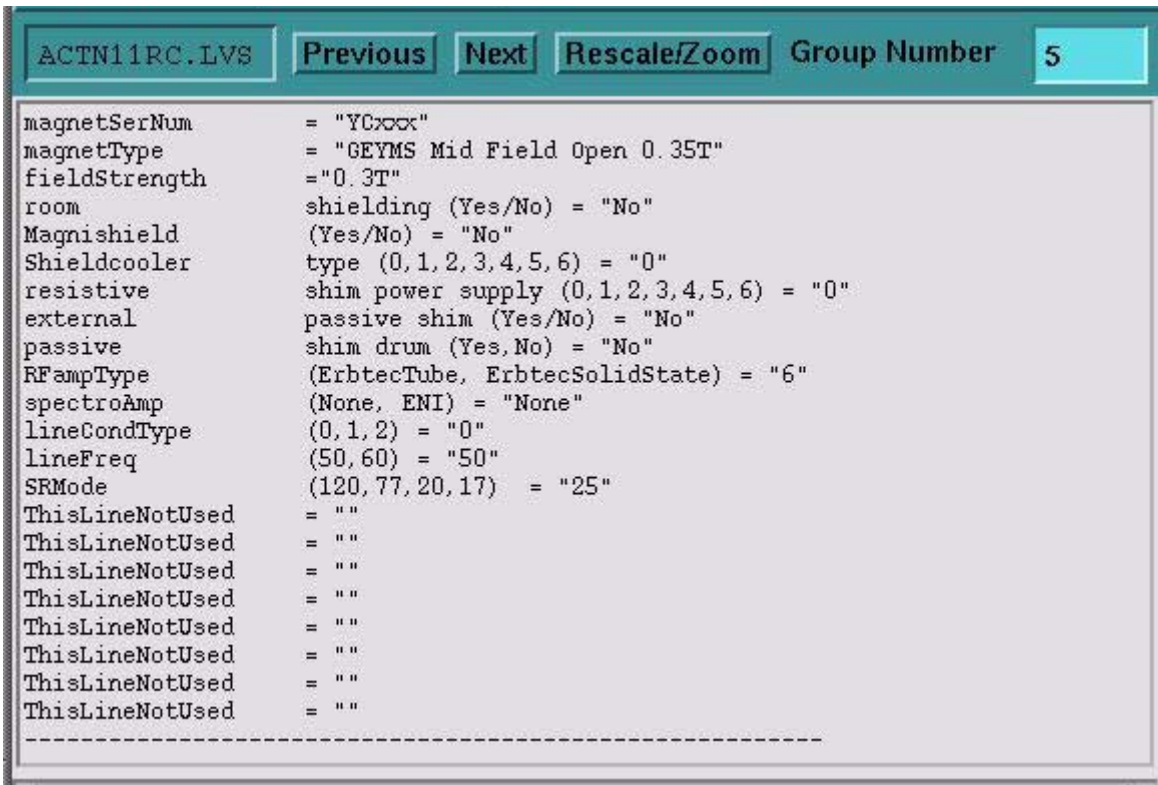 ACTN11RC.LVS Previous Next Rescale/Zoom Group Number 5
magnetSerNum = "YCxxx"
magnetType = "GEYMS Mid Field Open 0.35T"
fieldStrength ="0.3T"
room shielding (Yes/No) = "No"
Magnishield (Yes/No) = "No"
Shieldcooler type (0,1,2,3,4,5,6) = "0"
resistive shim power supply (0,1,2,3,4,5,6) = "0"
external passive shim (Yes/No) = "No"
passive shim drum (Yes,No) = "No"
RFampType (ErbtecTube, ErbtecSolidState) = "6"
spectroAmp (None, ENI) = "None"
lineCondType (0,1,2) = "0"
lineFreq (50,60) = "50"
SRMode (120,77,20,17) = "25"
ThisLineNotUsed = ""
ThisLineNotUsed = ""
ThisLineNotUsed = ""
ThisLineNotUsed = ""
ThisLineNotUsed = ""
ThisLineNotUsed = ""
ThisLineNotUsed = ""
ThisLineNotUsed = ""
---------------------------------------------------------